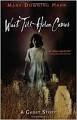 MARY DOWNING HAHN
Wait Till Helen Comes
A GHOST STORY